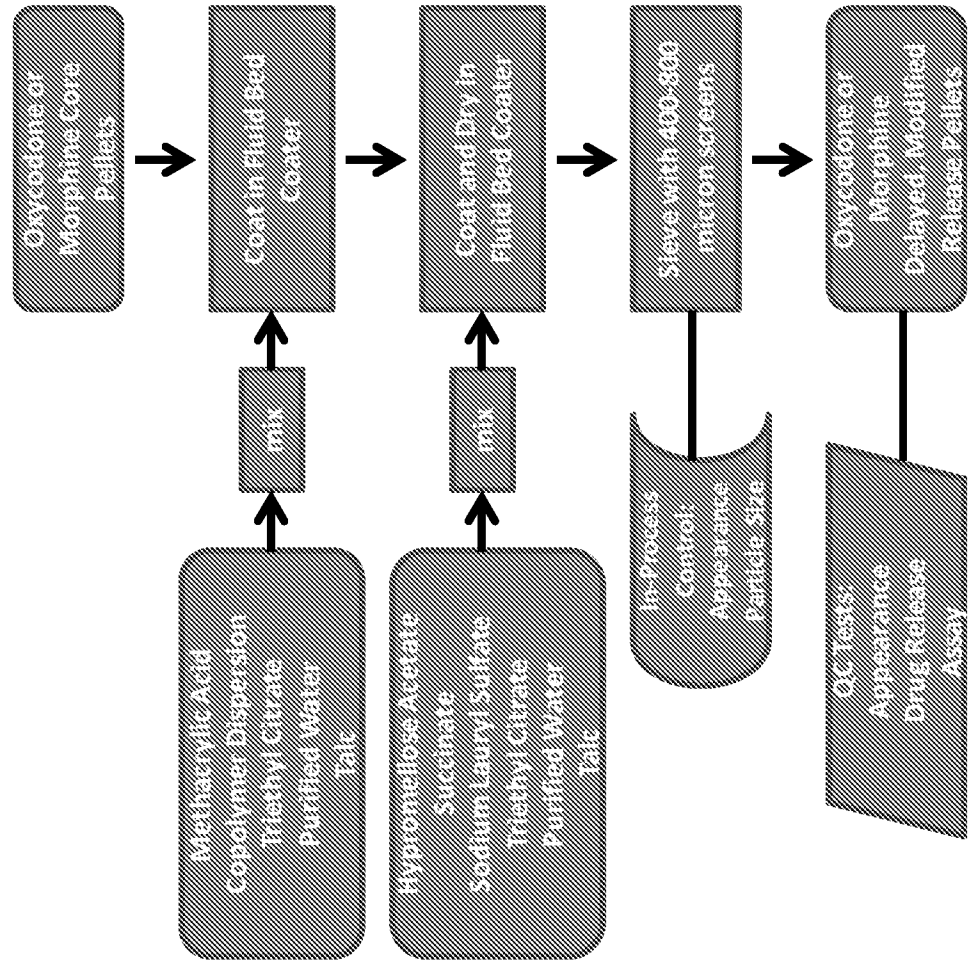 Oxycodone or
Morphine Core
Pellets
Coat in Fluid Bed
Coater
Coat and Dry in
Fluid Bed Coater
Sieve with 400-800
micron screens
Oxycodone or
Morphine
Delayed Modified
Release Pellets
mix
mix
Methacrylic Acid
Copolymer Dispersion
Triethyl Citrate
Purified Water
Talc
Hypromellose Acetate
Succinate
Sodium Lauryl Sulfate
Triethyl Citrate
Purified Water
Talc
In-Process
Control:
Appearance
Particle Size
QC Tests:
Appearance
Drug Release
Assay